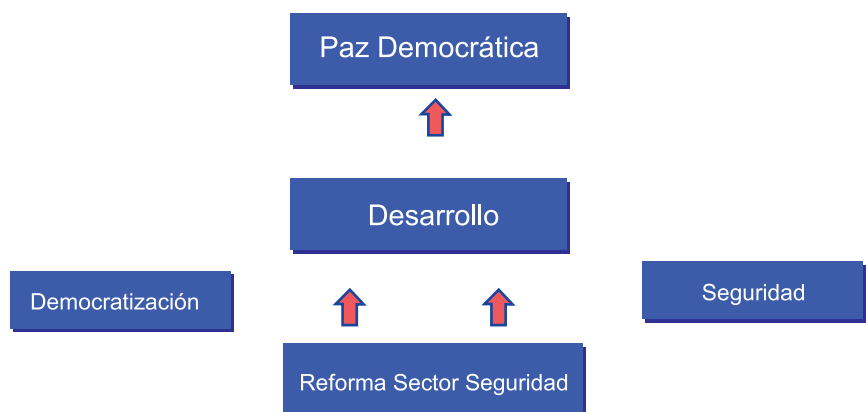 Paz Democrática
Desarrollo
Democratización
Seguridad
Reforma Sector Seguridad